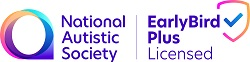 National
Autistic
Society
EarlyBird
Plus
Licensed